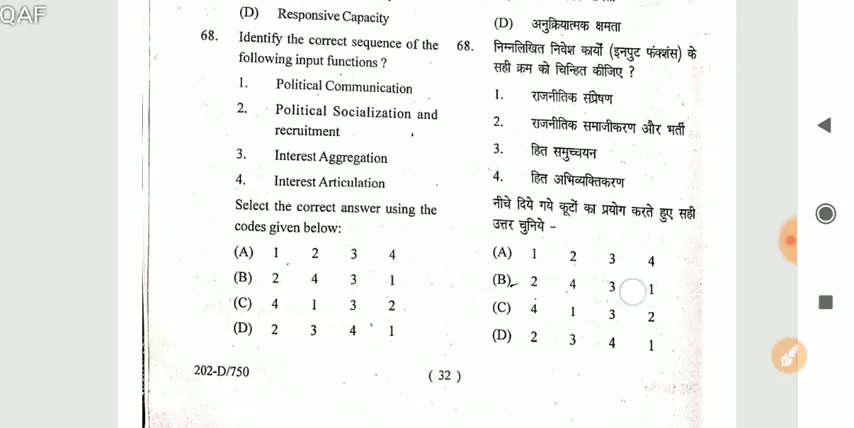 QAF
(D) Responsive Capacity
68. Identify the correct sequence of the
following input functions ?
1. Political Communication
2. Political Socialization and
recruitment
3. Interest Aggregation
4. Interest Articulation
Select the correct answer using the
codes given below:
(A) 1 2 3 4
(B) 2 4 3 1
(C) 4 1 3 2
(D) 2 3 4 1
(D) अनुक्रियात्मक क्षमता
68. निम्नलिखित निवेश कार्यों (इनपुट फंक्शंस) के
सही क्रम को चिन्हित कीजिए ?
1. राजनीतिक संप्रेषण
2. राजनीतिक समाजीकरण और भर्ती
3. हित समुच्चयन
4. हित अभिव्यक्तिकरण
नीचे दिये गये कूटों का प्रयोग करते हुए सही
उत्तर चुनिये -
(A) 1 2 3 4
(B) 2 4 3 1
(C) 4 1 3 2
(D) 2 3 4 1
202-D/750
( 32 )